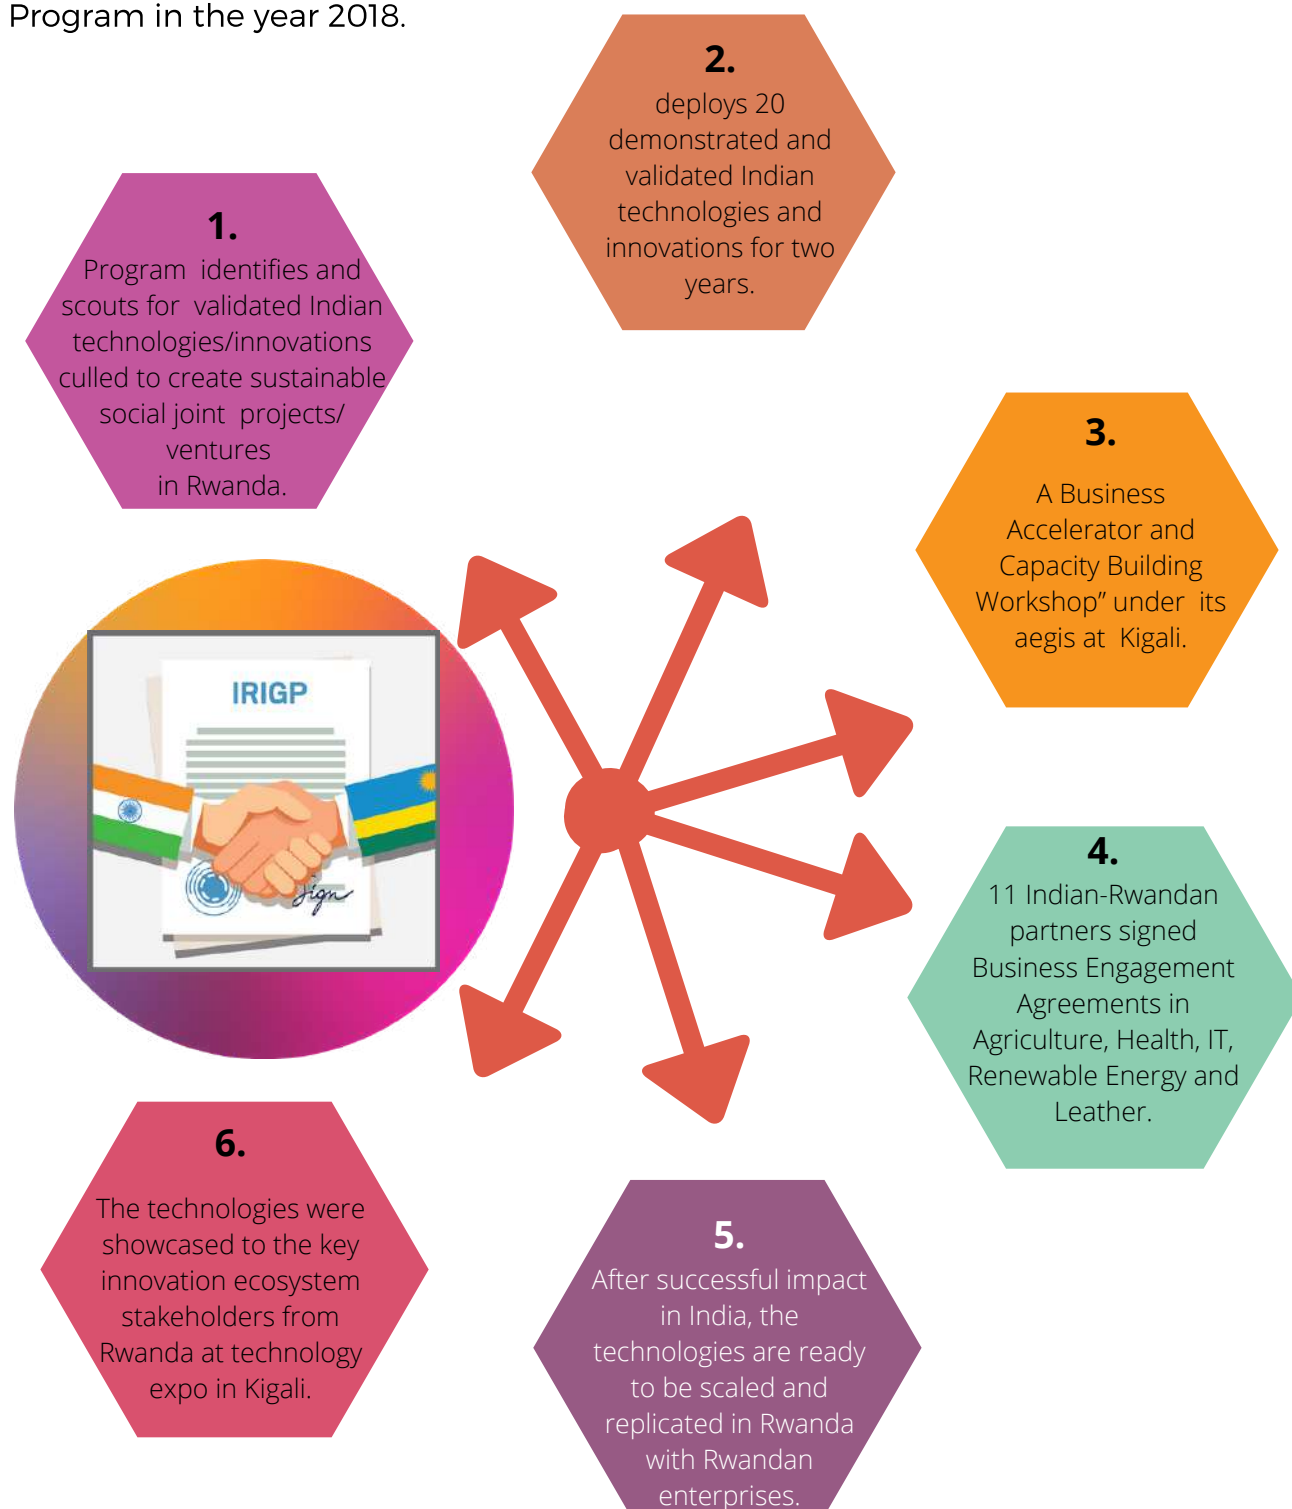 Program in the year 2018.
1.
Program identifies and
scouts for validated Indian
technologies/innovations
culled to create sustainable
social joint projects/
ventures
in Rwanda.
2.
deploys 20
demonstrated and
validated Indian
technologies and
innovations for two
years.
3.
A Business
Accelerator and
Capacity Building
Workshop” under its
aegis at Kigali.
IRIGP
Sign
4.
11 Indian-Rwandan
partners signed
Business Engagement
Agreements in
Agriculture, Health, IT,
Renewable Energy and
Leather.
5.
After successful impact
in India, the
technologies are ready
to be scaled and
replicated in Rwanda
with Rwandan
enterprises.
6.
The technologies were
showcased to the key
innovation ecosystem
stakeholders from
Rwanda at technology
expo in Kigali.